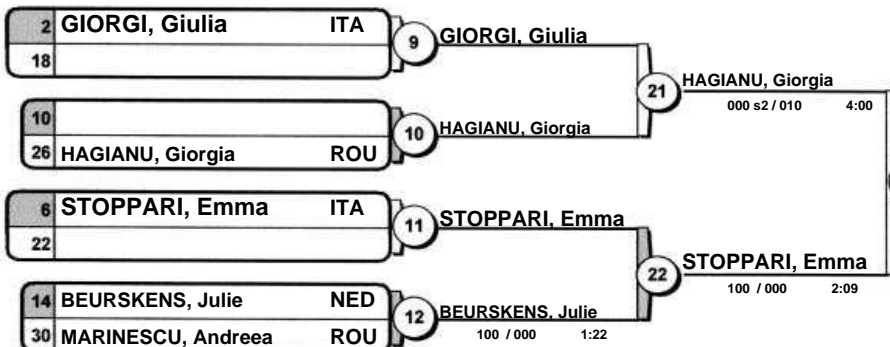 2 GIORGI, Giulia ITA
18
9 GIORGI, Giulia
10
26 HAGIANU, Giorgia ROU
10 HAGIANU, Giorgia
21 HAGIANU, Giorgia
000 s2 / 010 4:00
6 STOPPARI, Emma ITA
22
11 STOPPARI, Emma
14 BEURSKENS, Julie NED
30 MARINESCU, Andreea ROU
12 BEURSKENS, Julie
100 / 000 1:22
22 STOPPARI, Emma
100 / 000 2:09